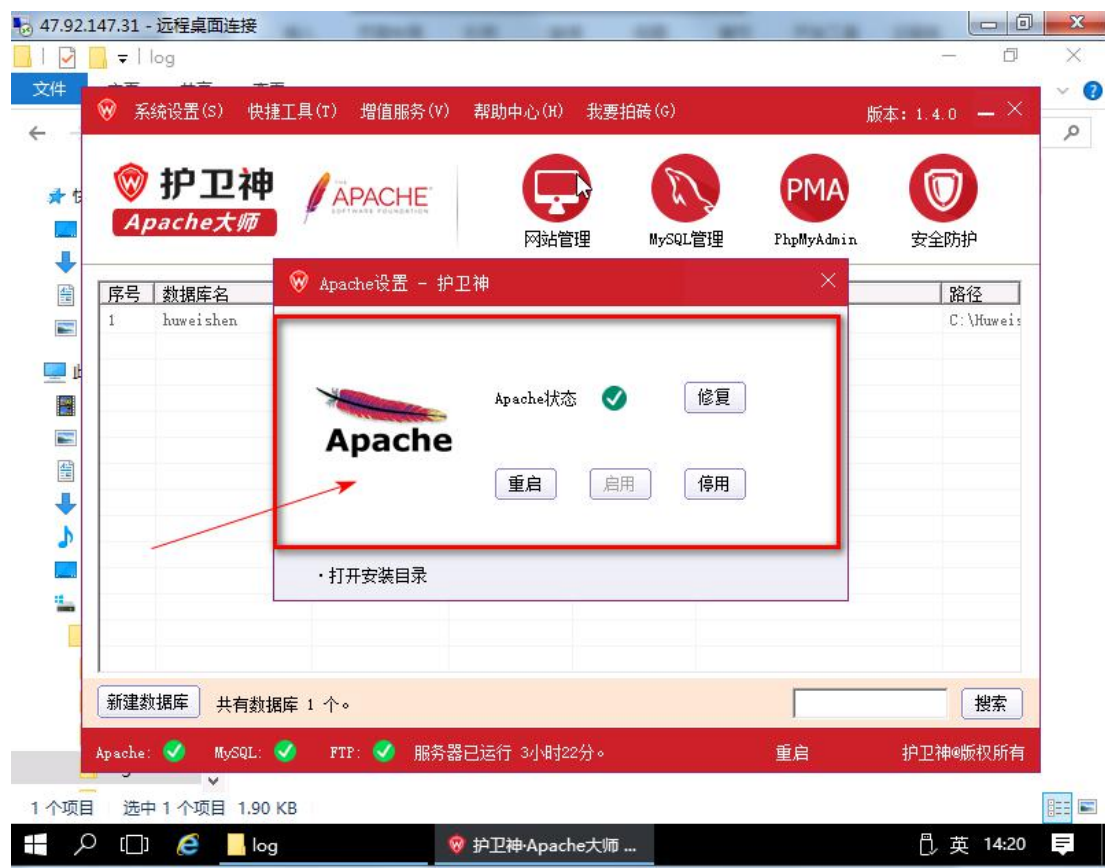 47.92.147.31 - 远程桌面连接
log
文件
系统设置(S) 快捷工具(T) 增值服务(V) 帮助中心(H) 我要拍砖(G) 版本: 1.4.0
护卫神
Apache大师
THE
APACHE
SOFTWARE FOUNDATION
网站管理 MySQL管理 PhpMyAdmin 安全防护
PMA
Apache设置 - 护卫神
序号 数据库名 路径
1 huweishen C:\Huweis
Apache状态 修复
Apache
重启 启用 停用
·打开安装目录
新建数据库 共有数据库 1 个。 搜索
Apache: MySQL: FTP: 服务器已运行 3小时22分。 重启 护卫神©版权所有
1 个项目 选中 1 个项目 1.90 KB
log 护卫神·Apache大师 ... 英 14:20